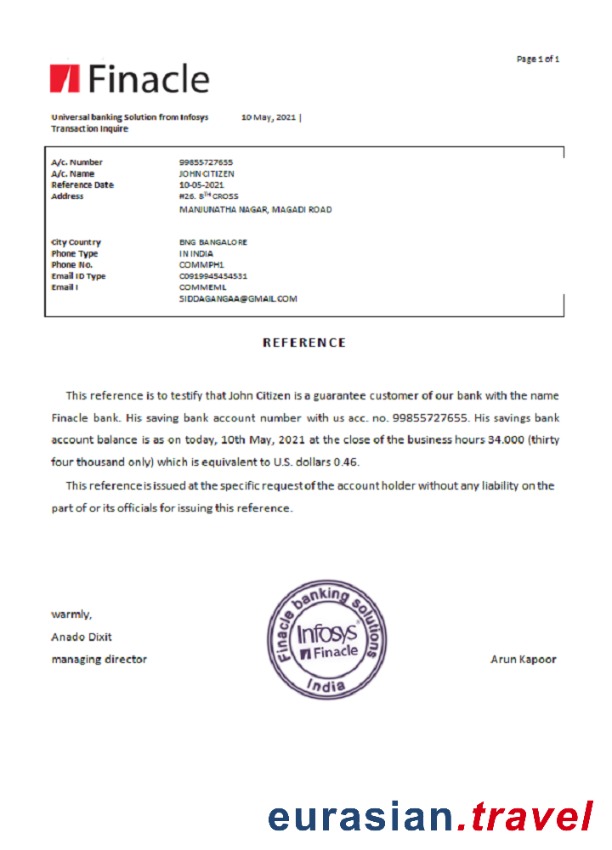 Page 1 of 1
Finacle
Universal banking Solution from Infosys 10 May, 2021 |
Transaction Inquire
A/c. Number 99855727655
A/c. Name JOHN CITIZEN
Reference Date 10-05-2021
Address #26. 8TH CROSS
MANJUNATHA NAGAR, MAGADI ROAD
City Country BNG BANGALORE
Phone Type IN INDIA
Phone No. COMMPH1
Email ID Type C0919945454531
Email I COMMEML
SIDDAGANGAA@GMAIL.COM
REFERENCE
This reference is to testify that John Citizen is a guarantee customer of our bank with the name
Finacle bank. His saving bank account number with us acc. no. 99855727655. His savings bank
account balance is as on today, 10th May, 2021 at the close of the business hours 34.000 (thirty
four thousand only) which is equivalent to U.S. dollars 0.46.
This reference is issued at the specific request of the account holder without any liability on the
part of or its officials for issuing this reference.
warmly,
Anado Dixit
managing director
Finacle banking solutions
Infosys
Finacle
India
Arun Kapoor
eurasian.travel